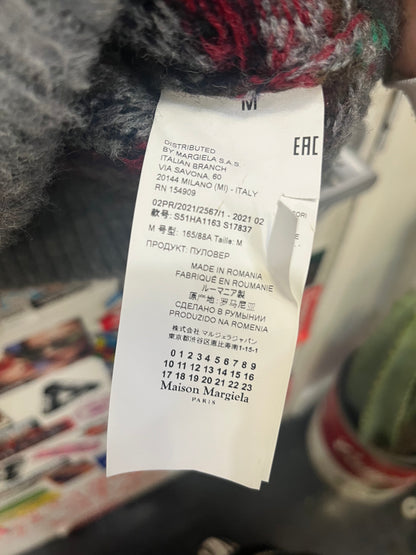 M
EAC
DISTRIBUTED
BY MARGIELA S.A.S.
ITALIAN BRANCH
VIA SAVONA, 60
20144 MILANO (MI) - ITALY
RN 154909
02PR/2021/2567/1 - 2021 02
款号: S51HA1163 S17837
M 号型: 165/88A Taille: M
ПРОДУКТ: ПУЛОВЕР
MADE IN ROMANIA
FABRIQUÉ EN ROUMANIE
ルーマニア製
原产地: 罗马尼亚
СДЕЛАНО В РУМЫНИИ
PRODUZIDO NA ROMENIA
株式会社 マルジェラジャパン
東京都渋谷区恵比寿南1-15-1
0 1 2 3 4 5 6 7 8 9
10 11 12 13 14 15 16
17 18 19 20 21 22 23
Maison Margiela
PARIS